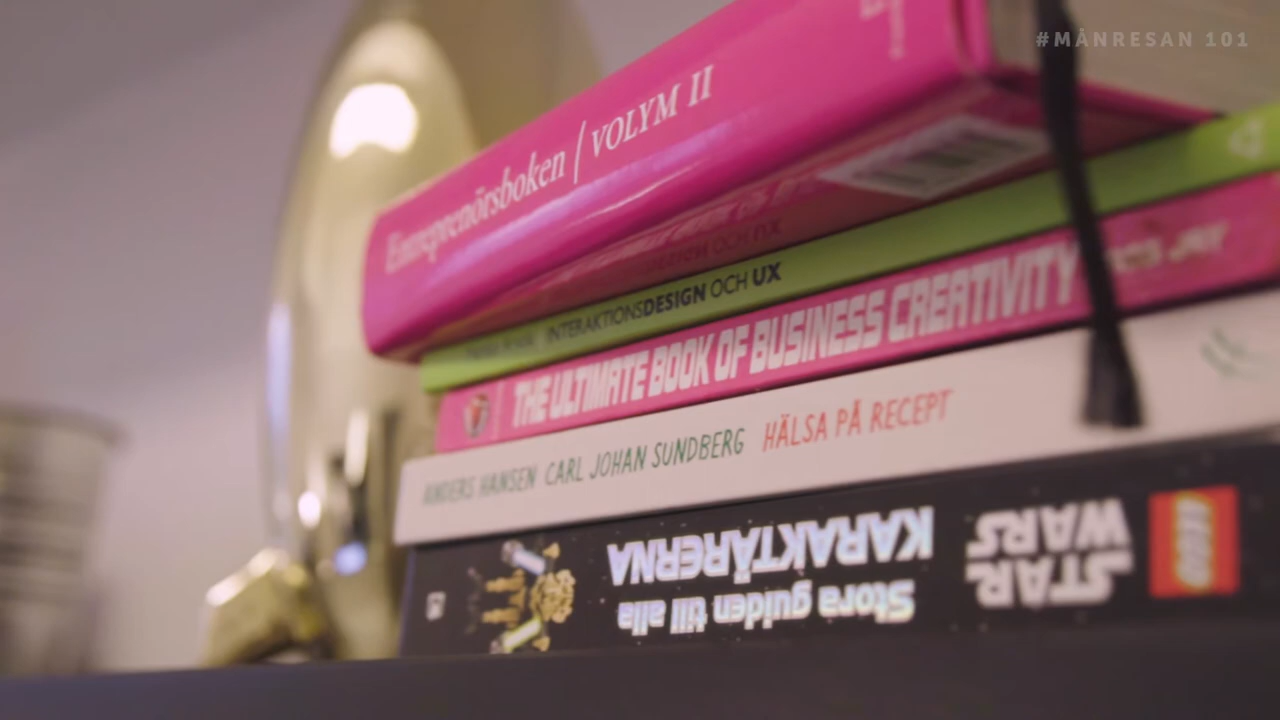 #MÅNRESAN 101
Entreprenörsboken | VOLYM II
INTERAKTIONSDESIGN OCH UX
THE ULTIMATE BOOK OF BUSINESS CREATIVITY
ANDERS HANSEN CARL JOHAN SUNDBERG HÄLSA PÅ RECEPT
LEGO
STAR
WARS
Stora guiden till alla
KARAKTÄRERNA